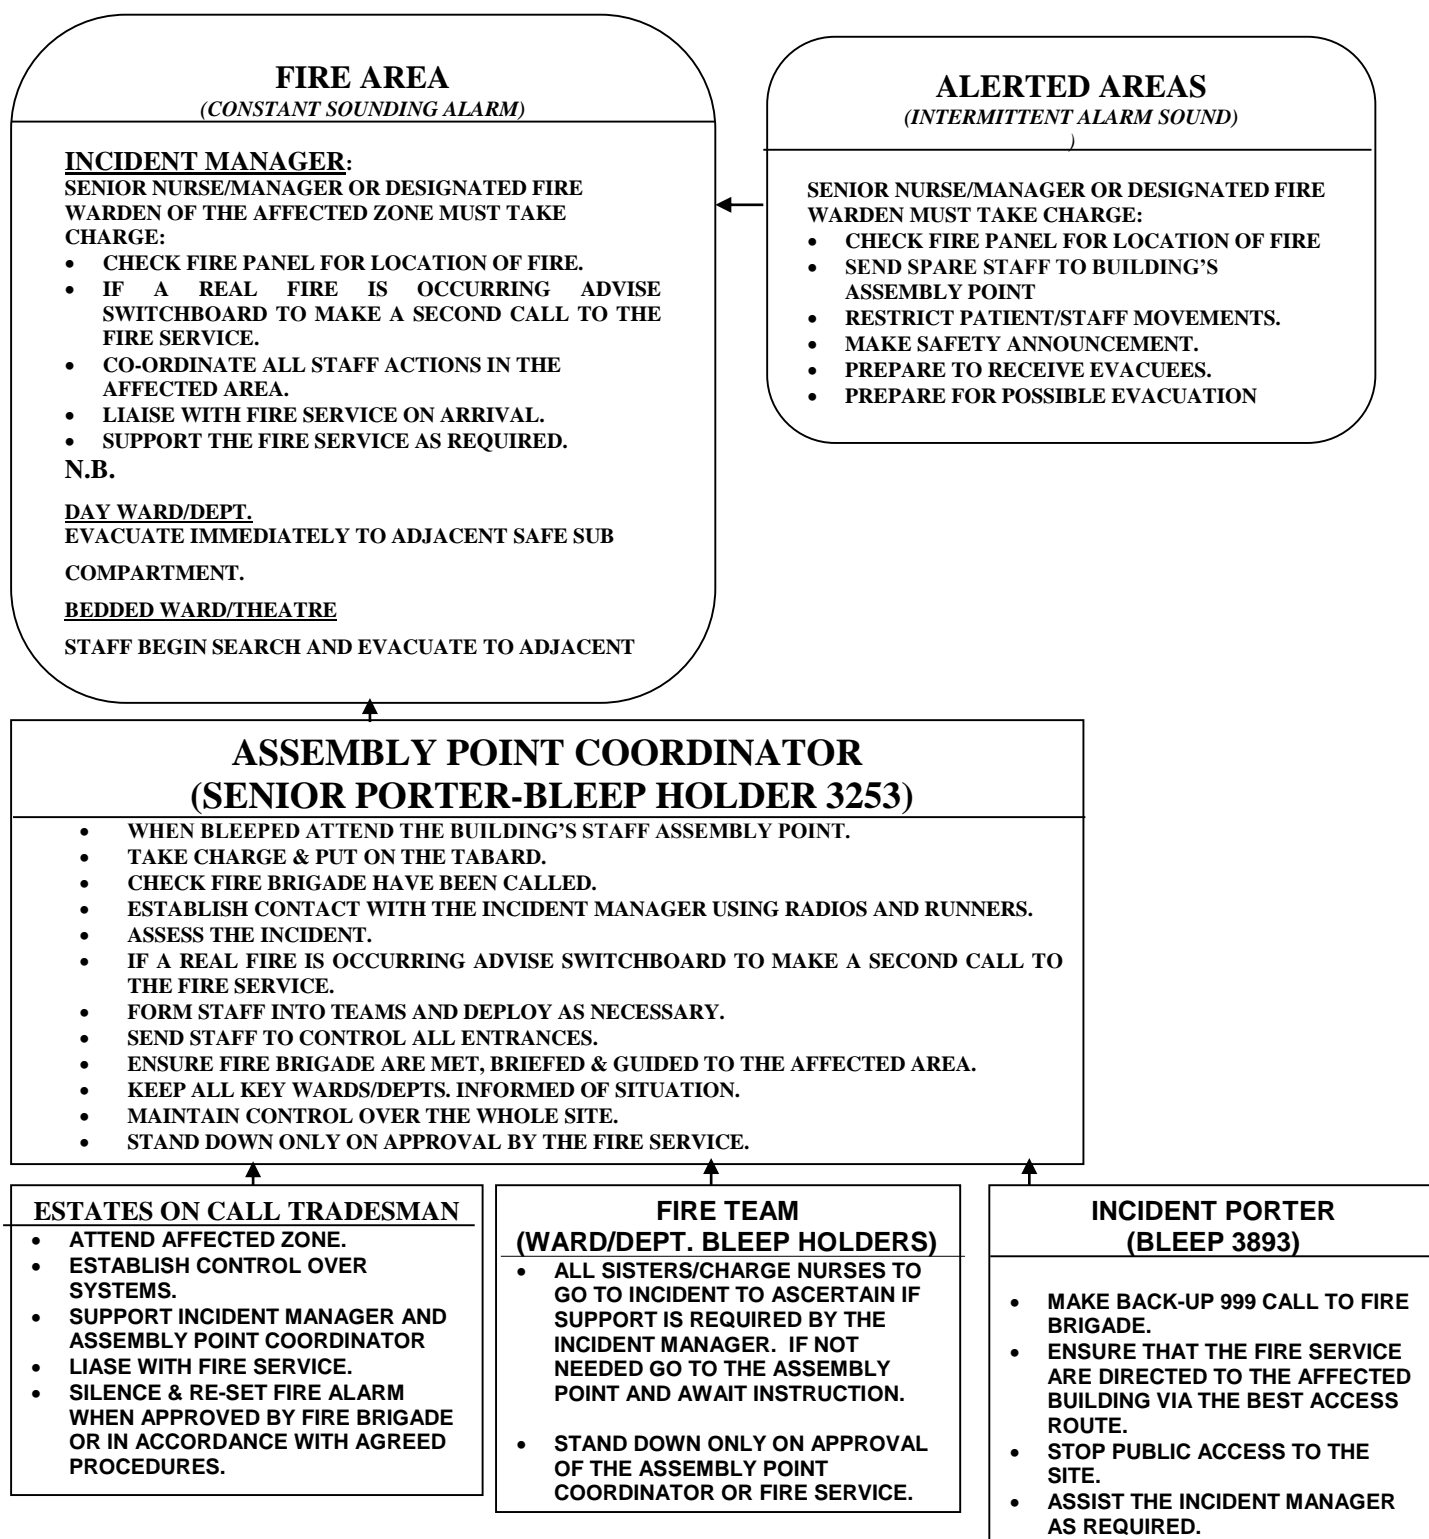 FIRE AREA
(CONSTANT SOUNDING ALARM)
INCIDENT MANAGER:
SENIOR NURSE/MANAGER OR DESIGNATED FIRE
WARDEN OF THE AFFECTED ZONE MUST TAKE
CHARGE:
• CHECK FIRE PANEL FOR LOCATION OF FIRE.
• IF A REAL FIRE IS OCCURRING ADVISE
SWITCHBOARD TO MAKE A SECOND CALL TO THE
FIRE SERVICE.
• CO-ORDINATE ALL STAFF ACTIONS IN THE
AFFECTED AREA.
• LIAISE WITH FIRE SERVICE ON ARRIVAL.
• SUPPORT THE FIRE SERVICE AS REQUIRED.
N.B.
DAY WARD/DEPT.
EVACUATE IMMEDIATELY TO ADJACENT SAFE SUB
COMPARTMENT.
BEDDED WARD/THEATRE
STAFF BEGIN SEARCH AND EVACUATE TO ADJACENT
ALERTED AREAS
(INTERMITTENT ALARM SOUND)
)
SENIOR NURSE/MANAGER OR DESIGNATED FIRE
WARDEN MUST TAKE CHARGE:
• CHECK FIRE PANEL FOR LOCATION OF FIRE
• SEND SPARE STAFF TO BUILDING’S
ASSEMBLY POINT
• RESTRICT PATIENT/STAFF MOVEMENTS.
• MAKE SAFETY ANNOUNCEMENT.
• PREPARE TO RECEIVE EVACUEES.
• PREPARE FOR POSSIBLE EVACUATION
ASSEMBLY POINT COORDINATOR
(SENIOR PORTER-BLEEP HOLDER 3253)
• WHEN BLEEPED ATTEND THE BUILDING’S STAFF ASSEMBLY POINT.
• TAKE CHARGE & PUT ON THE TABARD.
• CHECK FIRE BRIGADE HAVE BEEN CALLED.
• ESTABLISH CONTACT WITH THE INCIDENT MANAGER USING RADIOS AND RUNNERS.
• ASSESS THE INCIDENT.
• IF A REAL FIRE IS OCCURRING ADVISE SWITCHBOARD TO MAKE A SECOND CALL TO
THE FIRE SERVICE.
• FORM STAFF INTO TEAMS AND DEPLOY AS NECESSARY.
• SEND STAFF TO CONTROL ALL ENTRANCES.
• ENSURE FIRE BRIGADE ARE MET, BRIEFED & GUIDED TO THE AFFECTED AREA.
• KEEP ALL KEY WARDS/DEPTS. INFORMED OF SITUATION.
• MAINTAIN CONTROL OVER THE WHOLE SITE.
• STAND DOWN ONLY ON APPROVAL BY THE FIRE SERVICE.
ESTATES ON CALL TRADESMAN
• ATTEND AFFECTED ZONE.
• ESTABLISH CONTROL OVER
SYSTEMS.
• SUPPORT INCIDENT MANAGER AND
ASSEMBLY POINT COORDINATOR
• LIASE WITH FIRE SERVICE.
• SILENCE & RE-SET FIRE ALARM
WHEN APPROVED BY FIRE BRIGADE
OR IN ACCORDANCE WITH AGREED
PROCEDURES.
FIRE TEAM
(WARD/DEPT. BLEEP HOLDERS)
• ALL SISTERS/CHARGE NURSES TO
GO TO INCIDENT TO ASCERTAIN IF
SUPPORT IS REQUIRED BY THE
INCIDENT MANAGER. IF NOT
NEEDED GO TO THE ASSEMBLY
POINT AND AWAIT INSTRUCTION.
• STAND DOWN ONLY ON APPROVAL
OF THE ASSEMBLY POINT
COORDINATOR OR FIRE SERVICE.
INCIDENT PORTER
(BLEEP 3893)
• MAKE BACK-UP 999 CALL TO FIRE
BRIGADE.
• ENSURE THAT THE FIRE SERVICE
ARE DIRECTED TO THE AFFECTED
BUILDING VIA THE BEST ACCESS
ROUTE.
• STOP PUBLIC ACCESS TO THE
SITE.
• ASSIST THE INCIDENT MANAGER
AS REQUIRED.